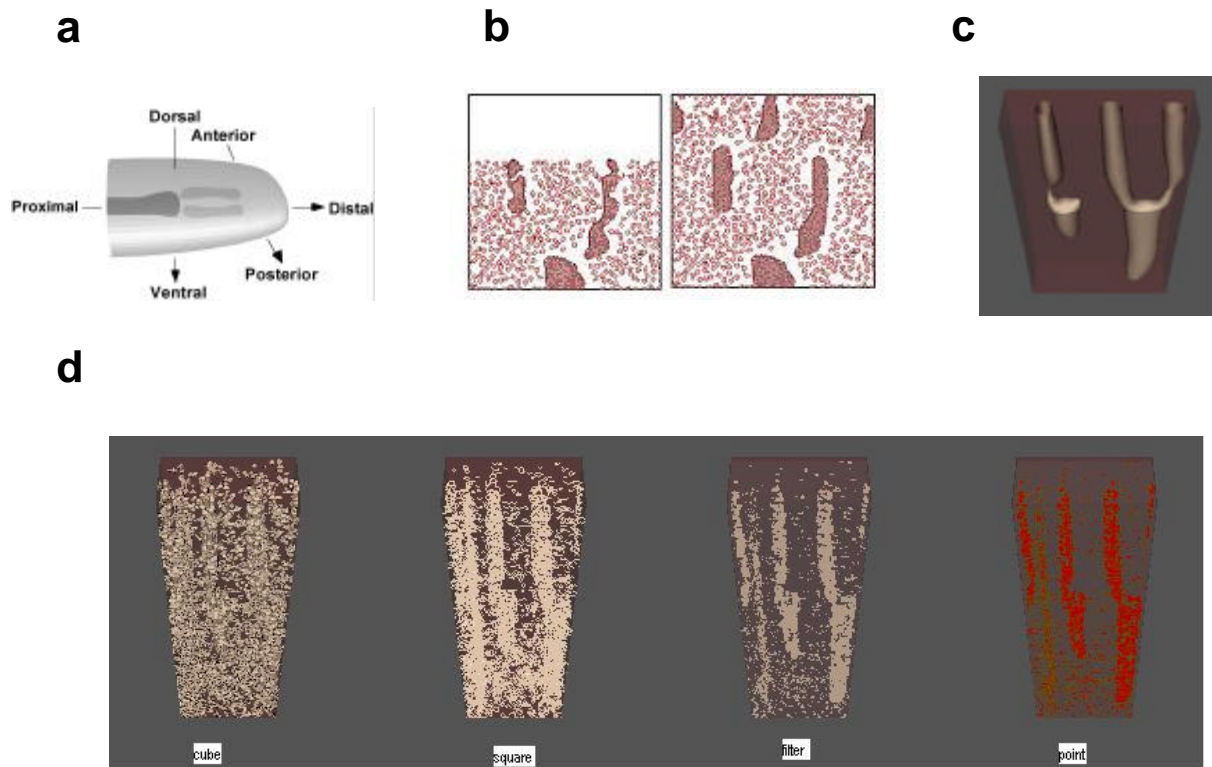 a
b
c
Dorsal
Anterior
Proximal
Distal
Posterior
Ventral
d
cube
square
filter
point